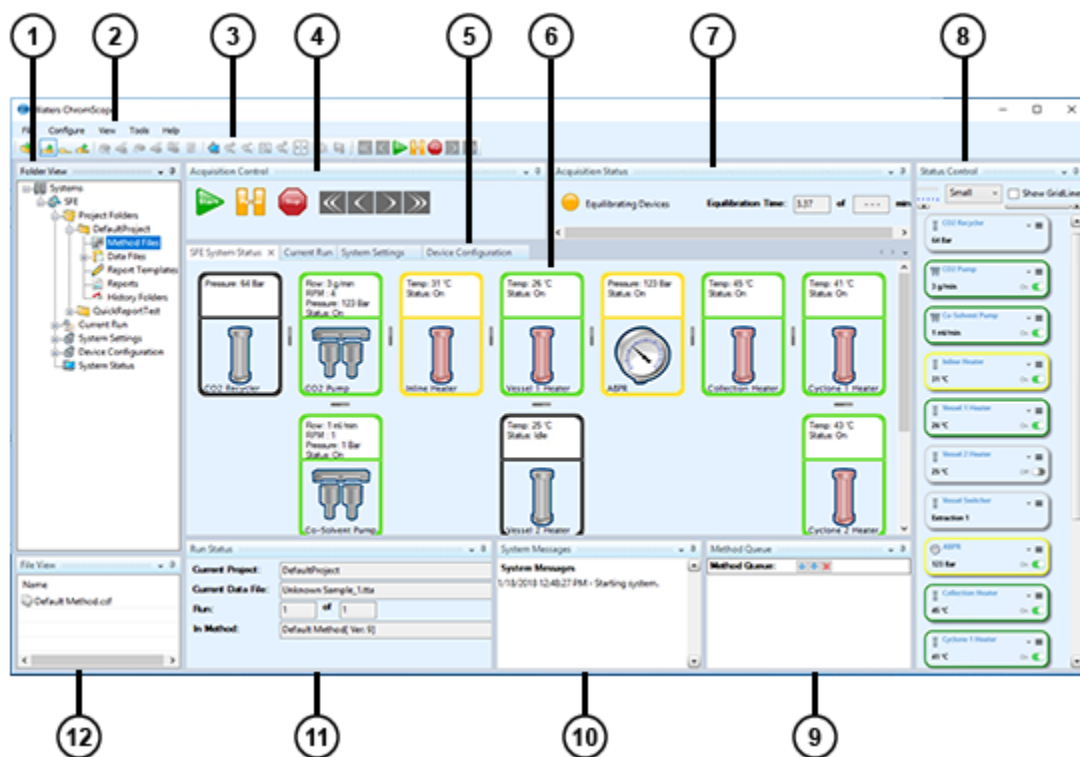 1
2
3
4
5
6
7
8
Waters ChromScope
File Configure View Tools Help
Folder View
Systems
SFE
Project Folders
DefaultProject
Method Files
Data Files
Report Templates
Reports
History Folders
QuickReportTest
Current Run
System Settings
Device Configuration
System Status
Acquisition Control
Start
Stop
Acquisition Status
Equilibrating Devices
Equilibration Time: 3.37 of --- min
SFE System Status Current Run System Settings Device Configuration
Pressure: 64 Bar
CO2 Recycler
Flow: 3 g/min
RPM : 4
Pressure: 123 Bar
Status: On
CO2 Pump
Temp: 31 °C
Status: On
Inline Heater
Temp: 26 °C
Status: On
Vessel 1 Heater
Pressure: 123 Bar
Status: On
ABPR
Temp: 45 °C
Status: On
Collection Heater
Temp: 41 °C
Status: On
Cyclone 1 Heater
Flow: 1 ml/min
RPM : 1
Pressure: 1 Bar
Status: On
Co-Solvent Pump
Temp: 25 °C
Status: Idle
Vessel 2 Heater
Temp: 43 °C
Status: On
Cyclone 2 Heater
Status Control
Small Show GridLine
CO2 Recycler
64 Bar
CO2 Pump
3 g/min On
Co-Solvent Pump
1 ml/min On
Inline Heater
31 °C On
Vessel 1 Heater
26 °C On
Vessel 2 Heater
25 °C Off
Vessel Switcher
Extraction 1
ABPR
123 Bar On
Collection Heater
45 °C On
Cyclone 1 Heater
41 °C On
File View
Name
Default Method.csf
Run Status
Current Project: DefaultProject
Current Data File: Unknown Sample_1.tta
Run: 1 of 1
In Method: Default Method[ Ver: 9]
System Messages
System Messages
1/18/2018 12:48:27 PM - Starting system.
Method Queue
Method Queue:
12
11
10
9